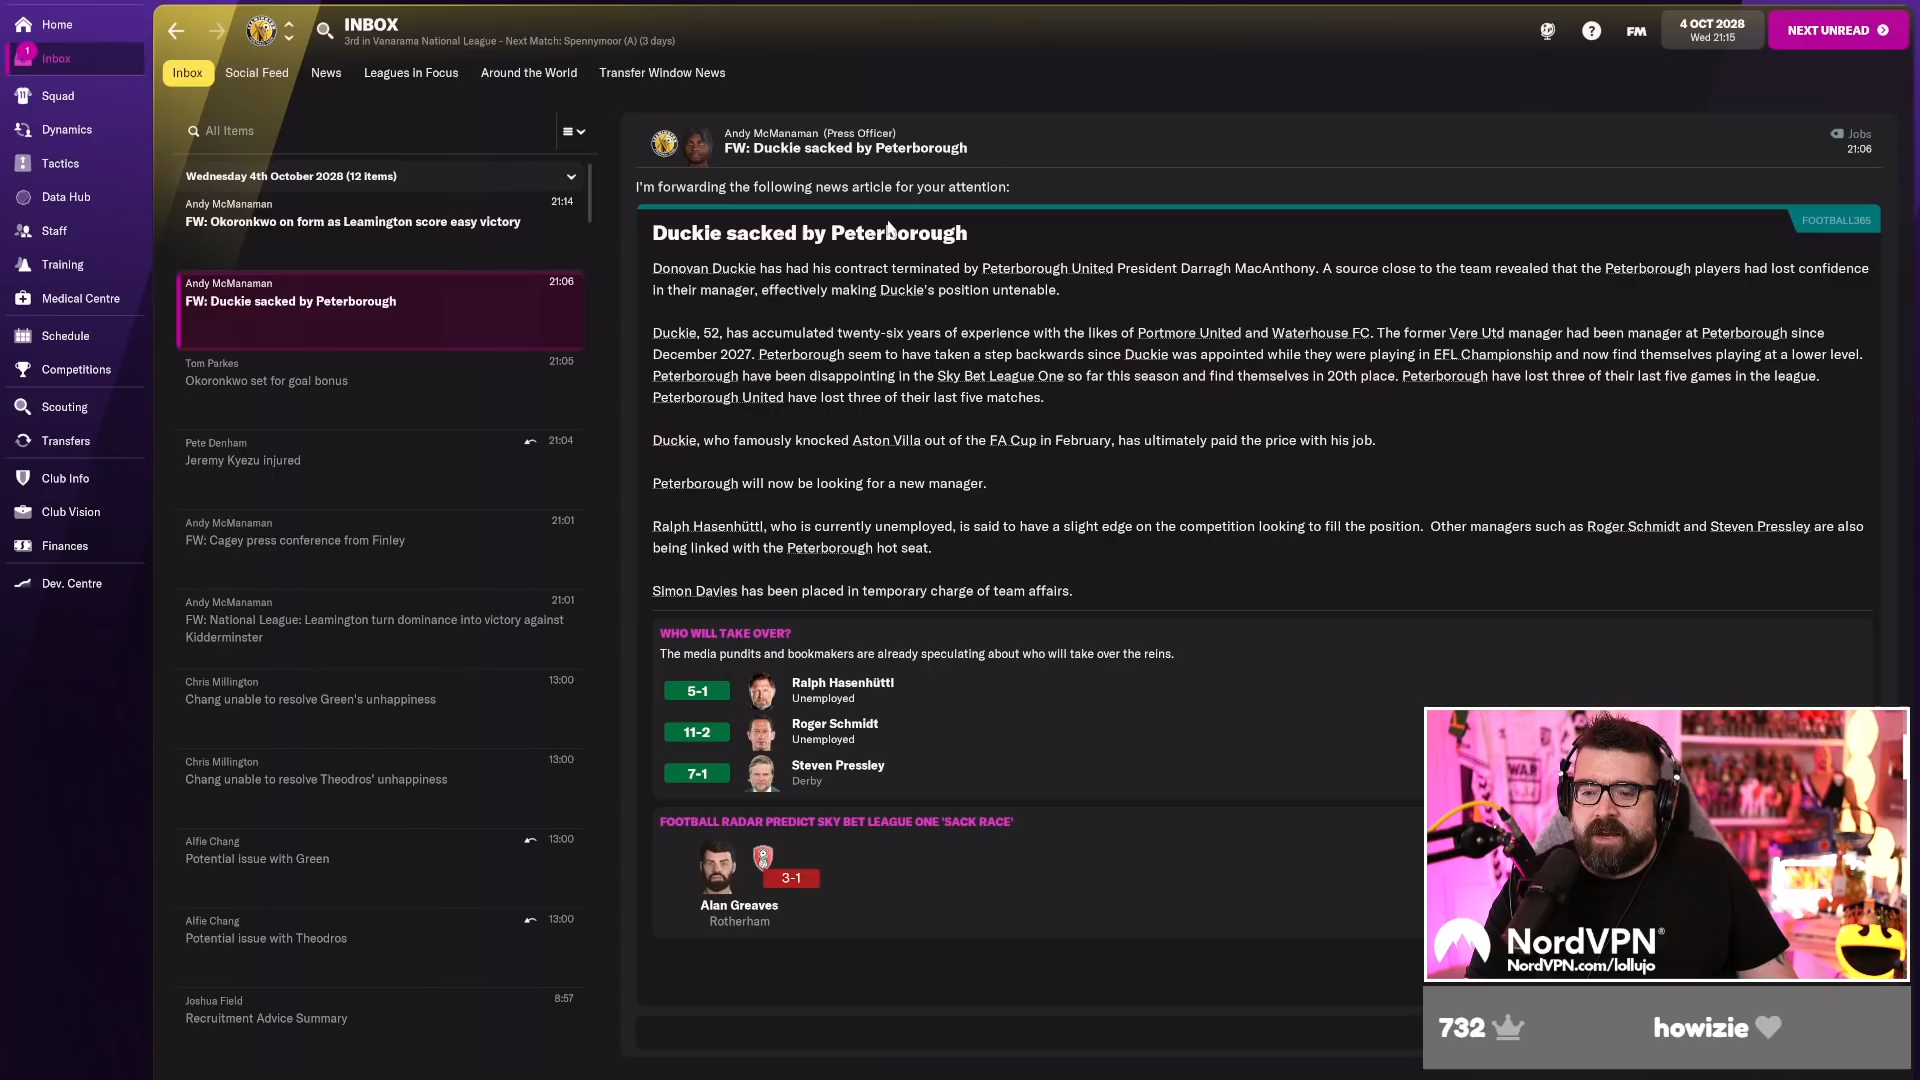 Home
1
Inbox
Squad
Dynamics
Tactics
Data Hub
Staff
Training
Medical Centre
Schedule
Competitions
Scouting
Transfers
Club Info
Club Vision
Finances
Dev. Centre
INBOX
3rd in Vanarama National League - Next Match: Spennymoor (A) (3 days)
FM
4 OCT 2028
Wed 21:15
NEXT UNREAD
Inbox
Social Feed
News
Leagues in Focus
Around the World
Transfer Window News
All Items
Wednesday 4th October 2028 (12 items)
Andy McManaman 21:14
FW: Okoronkwo on form as Leamington score easy victory
Andy McManaman 21:06
FW: Duckie sacked by Peterborough
Tom Parkes 21:05
Okoronkwo set for goal bonus
Pete Denham 21:04
Jeremy Kyezu injured
Andy McManaman 21:01
FW: Cagey press conference from Finley
Andy McManaman 21:01
FW: National League: Leamington turn dominance into victory against
Kidderminster
Chris Millington 13:00
Chang unable to resolve Green's unhappiness
Chris Millington 13:00
Chang unable to resolve Theodros' unhappiness
Alfie Chang 13:00
Potential issue with Green
Alfie Chang 13:00
Potential issue with Theodros
Joshua Field 8:57
Recruitment Advice Summary
Andy McManaman (Press Officer)
FW: Duckie sacked by Peterborough
Jobs
21:06
I'm forwarding the following news article for your attention:
FOOTBALL365
Duckie sacked by Peterborough
Donovan Duckie has had his contract terminated by Peterborough United President Darragh MacAnthony. A source close to the team revealed that the Peterborough players had lost confidence
in their manager, effectively making Duckie's position untenable.
Duckie, 52, has accumulated twenty-six years of experience with the likes of Portmore United and Waterhouse FC. The former Vere Utd manager had been manager at Peterborough since
December 2027. Peterborough seem to have taken a step backwards since Duckie was appointed while they were playing in EFL Championship and now find themselves playing at a lower level.
Peterborough have been disappointing in the Sky Bet League One so far this season and find themselves in 20th place. Peterborough have lost three of their last five games in the league.
Peterborough United have lost three of their last five matches.
Duckie, who famously knocked Aston Villa out of the FA Cup in February, has ultimately paid the price with his job.
Peterborough will now be looking for a new manager.
Ralph Hasenhüttl, who is currently unemployed, is said to have a slight edge on the competition looking to fill the position. Other managers such as Roger Schmidt and Steven Pressley are also
being linked with the Peterborough hot seat.
Simon Davies has been placed in temporary charge of team affairs.
WHO WILL TAKE OVER?
The media pundits and bookmakers are already speculating about who will take over the reins.
5-1
Ralph Hasenhüttl
Unemployed
11-2
Roger Schmidt
Unemployed
7-1
Steven Pressley
Derby
FOOTBALL RADAR PREDICT SKY BET LEAGUE ONE 'SACK RACE'
3-1
Alan Greaves
Rotherham
WAR
NordVPN®
NordVPN.com/lollujo
732
howizie